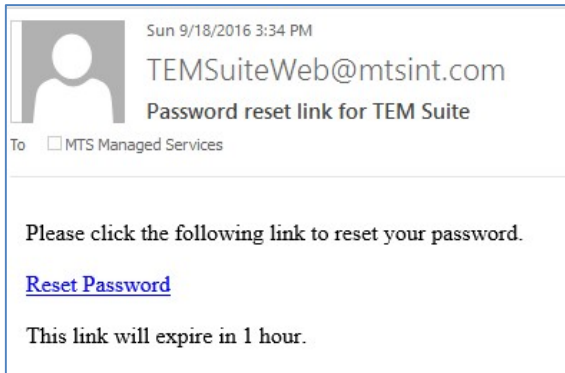 Sun 9/18/2016 3:34 PM
TEMSuiteWeb@mtsint.com
Password reset link for TEM Suite
To MTS Managed Services
Please click the following link to reset your password.
Reset Password
This link will expire in 1 hour.